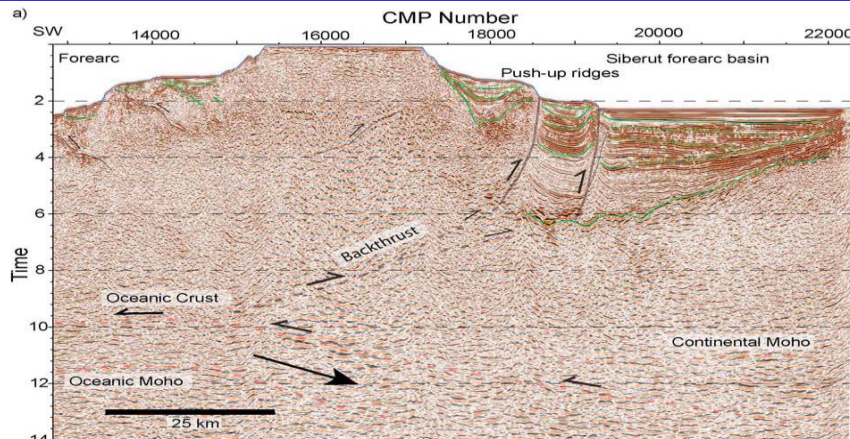 a)
CMP Number
SW
14000
16000
18000
20000
22000
Forearc
Siberut forearc basin
Push-up ridges
2
4
6
8
10
12
14
Time
Backthrust
Oceanic Crust
Continental Moho
Oceanic Moho
25 km